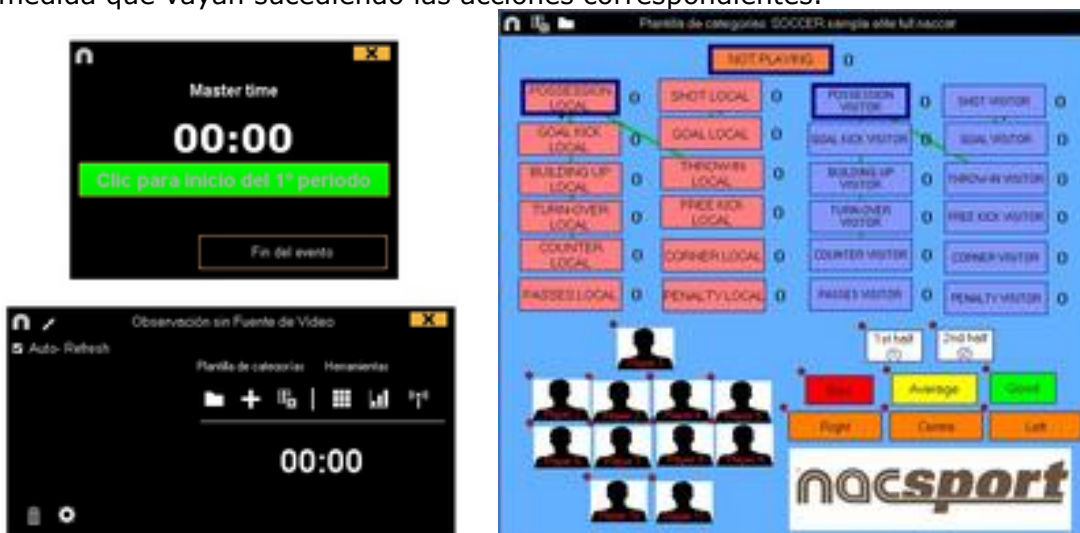 medida que vayan sucediendo las acciones correspondientes.
Master time
00:00
Clic para inicio del 1º periodo
Fin del evento
Observación sin Fuente de Video
Auto- Refresh
Plantilla de categorías Herramientas
00:00
Plantilla de categorías: SOCCER sample elite full nacsor
NOT PLAYING 0
POSSESSION LOCAL 0
SHOT LOCAL 0
POSSESSION VISITOR 0
SHOT VISITOR 0
GOAL KICK LOCAL 0
GOAL LOCAL 0
GOAL KICK VISITOR 0
GOAL VISITOR 0
BUILDING UP LOCAL 0
THROW-IN LOCAL 0
BUILDING UP VISITOR 0
THROW-IN VISITOR 0
TURN-OVER LOCAL 0
FREE KICK LOCAL 0
TURN-OVER VISITOR 0
FREE KICK VISITOR 0
COUNTER LOCAL 0
CORNER LOCAL 0
COUNTER VISITOR 0
CORNER VISITOR 0
PASSES LOCAL 0
PENALTY LOCAL 0
PASSES VISITOR 0
PENALTY VISITOR 0
1st half
2nd half
Average
Good
Right
Centre
Left
nacsport